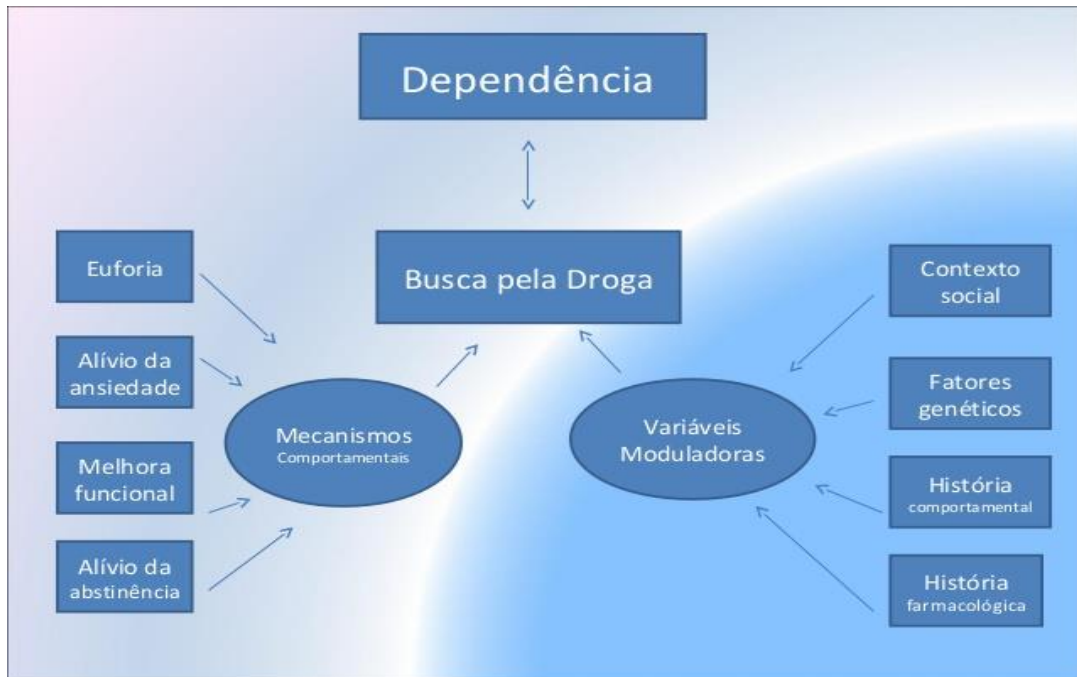 Dependência
Busca pela Droga
Euforia
Alívio da
ansiedade
Melhora
funcional
Alívio da
abstinência
Mecanismos
Comportamentais
Variáveis
Moduladoras
Contexto
social
Fatores
genéticos
História
comportamental
História
farmacológica